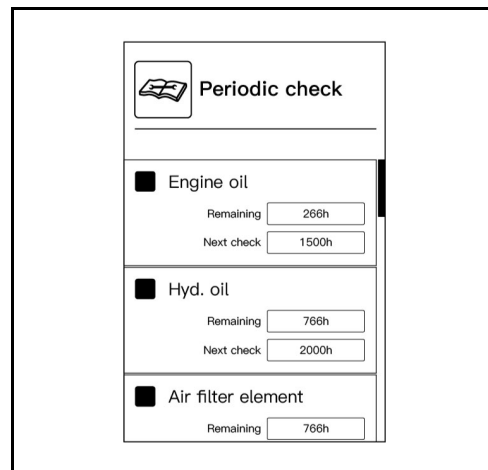 Periodic check
Engine oil
Remaining 266h
Next check 1500h
Hyd. oil
Remaining 766h
Next check 2000h
Air filter element
Remaining 766h